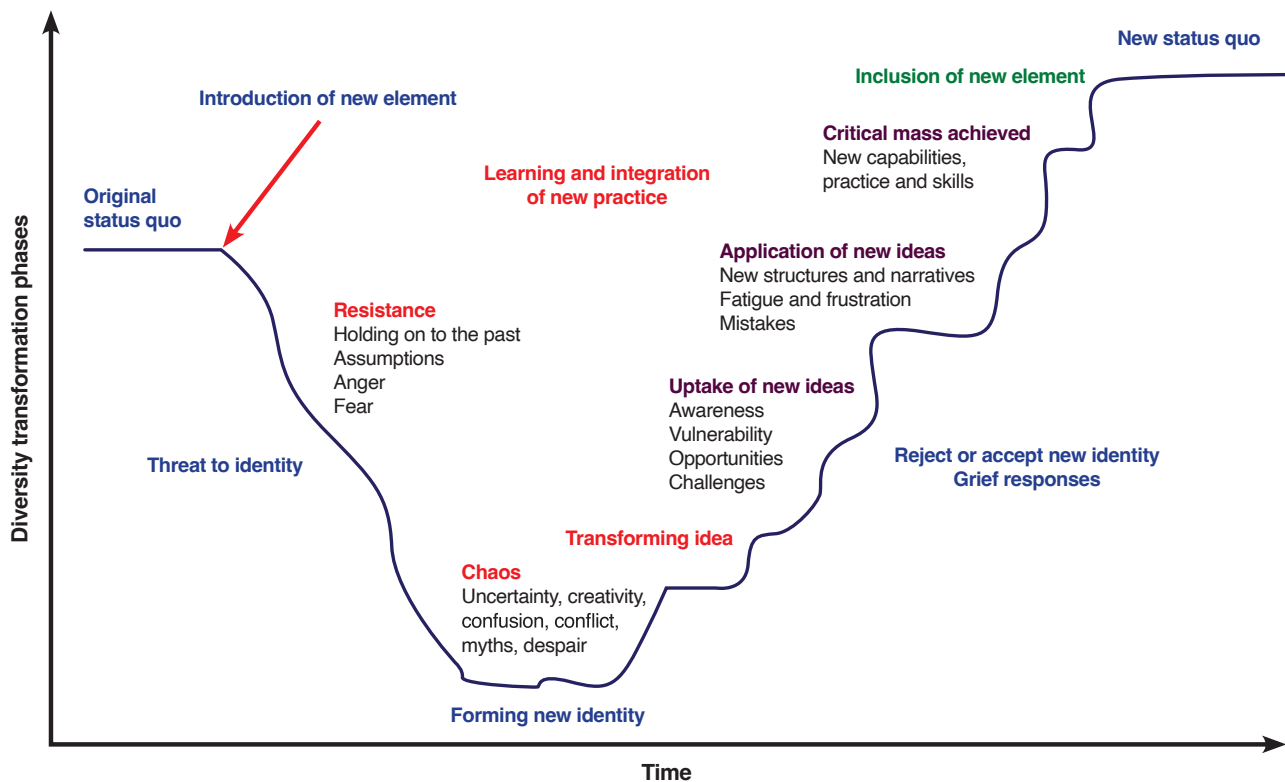 New status quo
Inclusion of new element
Introduction of new element
Critical mass achieved
New capabilities,
practice and skills
Learning and integration
of new practice
Original
status quo
Application of new ideas
New structures and narratives
Fatigue and frustration
Mistakes
Resistance
Holding on to the past
Assumptions
Anger
Fear
Uptake of new ideas
Awareness
Vulnerability
Opportunities
Challenges
Threat to identity
Reject or accept new identity
Grief responses
Transforming idea
Chaos
Uncertainty, creativity,
confusion, conflict,
myths, despair
Forming new identity
Diversity transformation phases
Time